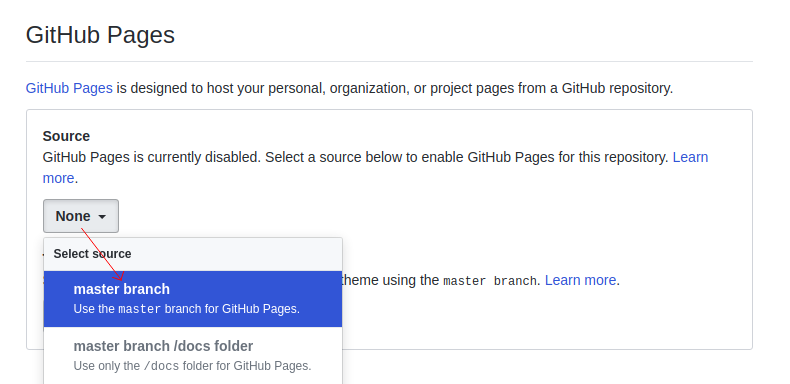 GitHub Pages
GitHub Pages is designed to host your personal, organization, or project pages from a GitHub repository.
Source
GitHub Pages is currently disabled. Select a source below to enable GitHub Pages for this repository. Learn
more.
None
Select source
theme using the master branch. Learn more.
master branch
Use the master branch for GitHub Pages.
master branch /docs folder
Use only the /docs folder for GitHub Pages.